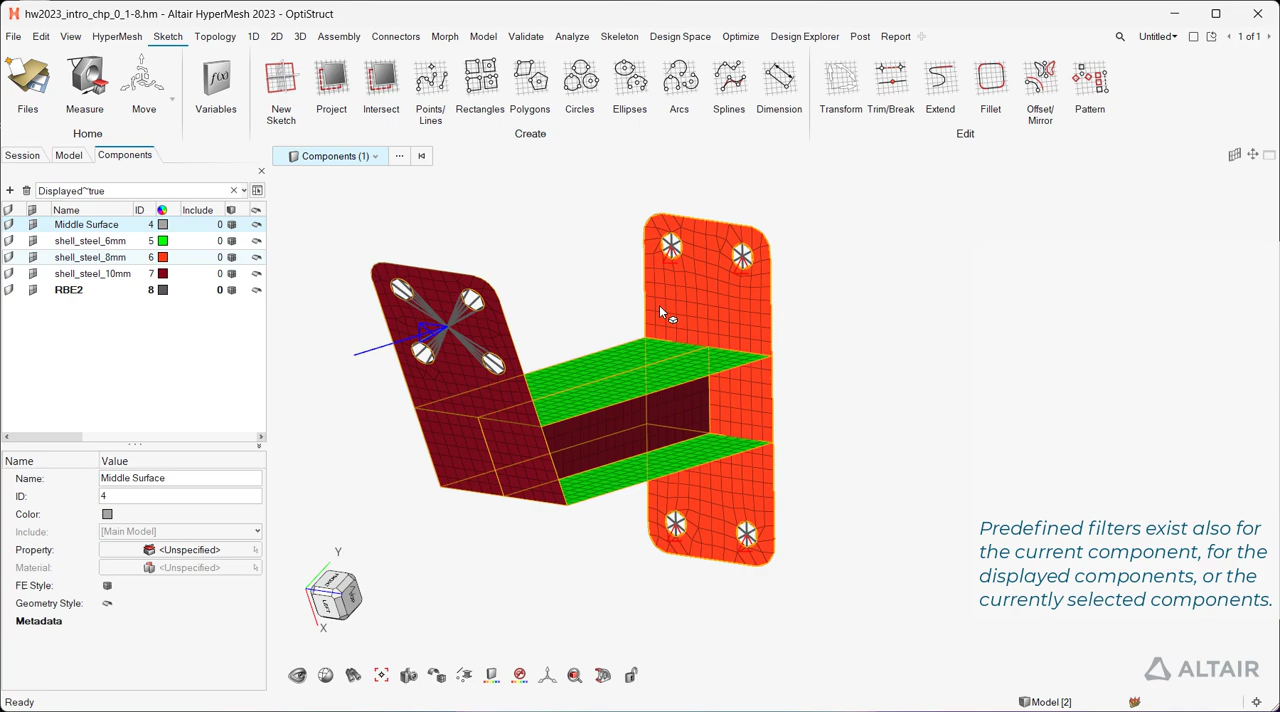 hw2023_intro_chp_0_1-8.hm - Altair HyperMesh 2023 - OptiStruct
File Edit View HyperMesh Sketch Topology 1D 2D 3D Assembly Connectors Morph Model Validate Analyze Skeleton Design Space Optimize Design Explorer Post Report Untitled 1 of 1
Files Measure Move Variables New Sketch Project Intersect Points/Lines Rectangles Polygons Circles Ellipses Arcs Splines Dimension Transform Trim/Break Extend Fillet Offset/Mirror Pattern
Home Create Edit
Session Model Components
Components (1)
Displayed~true
Name ID Include
Middle Surface 4 0
shell_steel_6mm 5 0
shell_steel_8mm 6 0
shell_steel_10mm 7 0
RBE2 8 0
Name Value
Name: Middle Surface
ID: 4
Color:
Include: [Main Model]
Property: <Unspecified>
Material: <Unspecified>
FE Style:
Geometry Style:
Metadata
Y
LEFT
X
Predefined filters exist also for
the current component, for the
displayed components, or the
currently selected components.
ALTAIR
Ready Model [2]